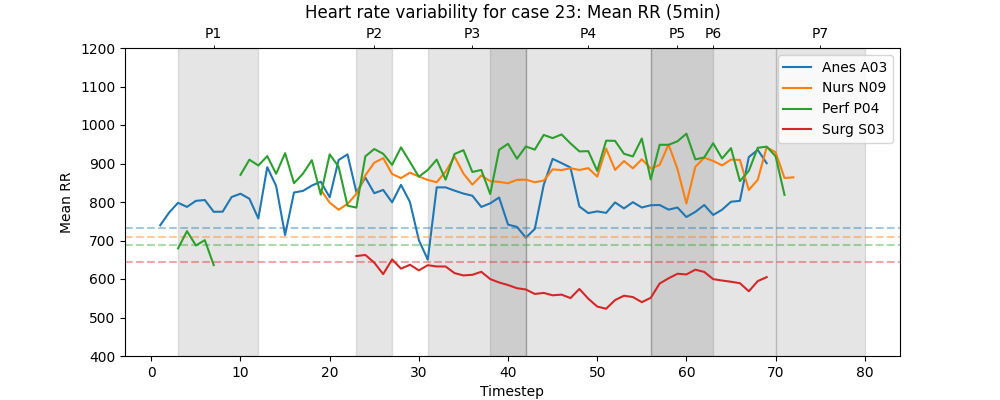 Heart rate variability for case 23: Mean RR (5min)
P1 P2 P3 P4 P5 P6 P7
1200
1100
1000
900
800
700
600
500
400
Mean RR
Anes A03
Nurs N09
Perf P04
Surg S03
0 10 20 30 40 50 60 70 80
Timestep